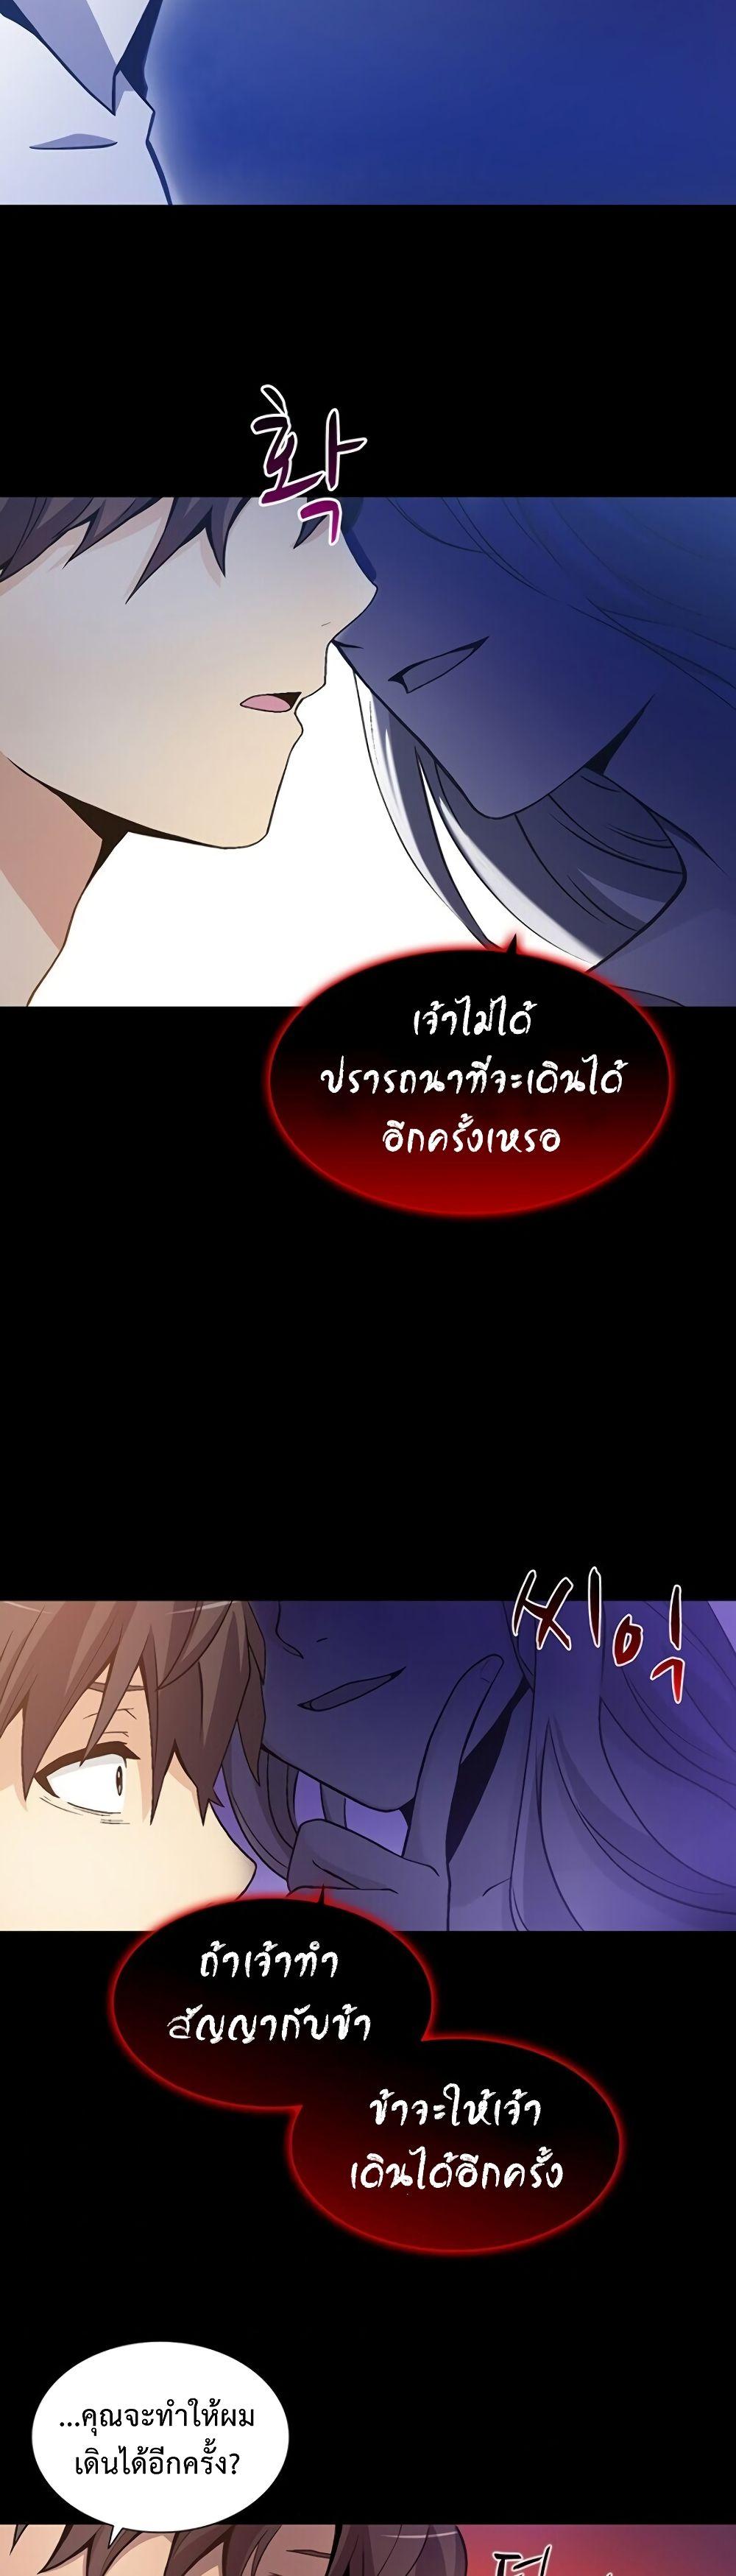 확
เจ้าไม่ได้
ปรารถนาที่จะเดินได้
อีกครั้งเหรอ
씨익
ถ้าเจ้าทำ
สัญญากับข้า
ข้าจะให้เจ้า
เดินได้อีกครั้ง
...คุณจะทำให้ผม
เดินได้อีกครั้ง?